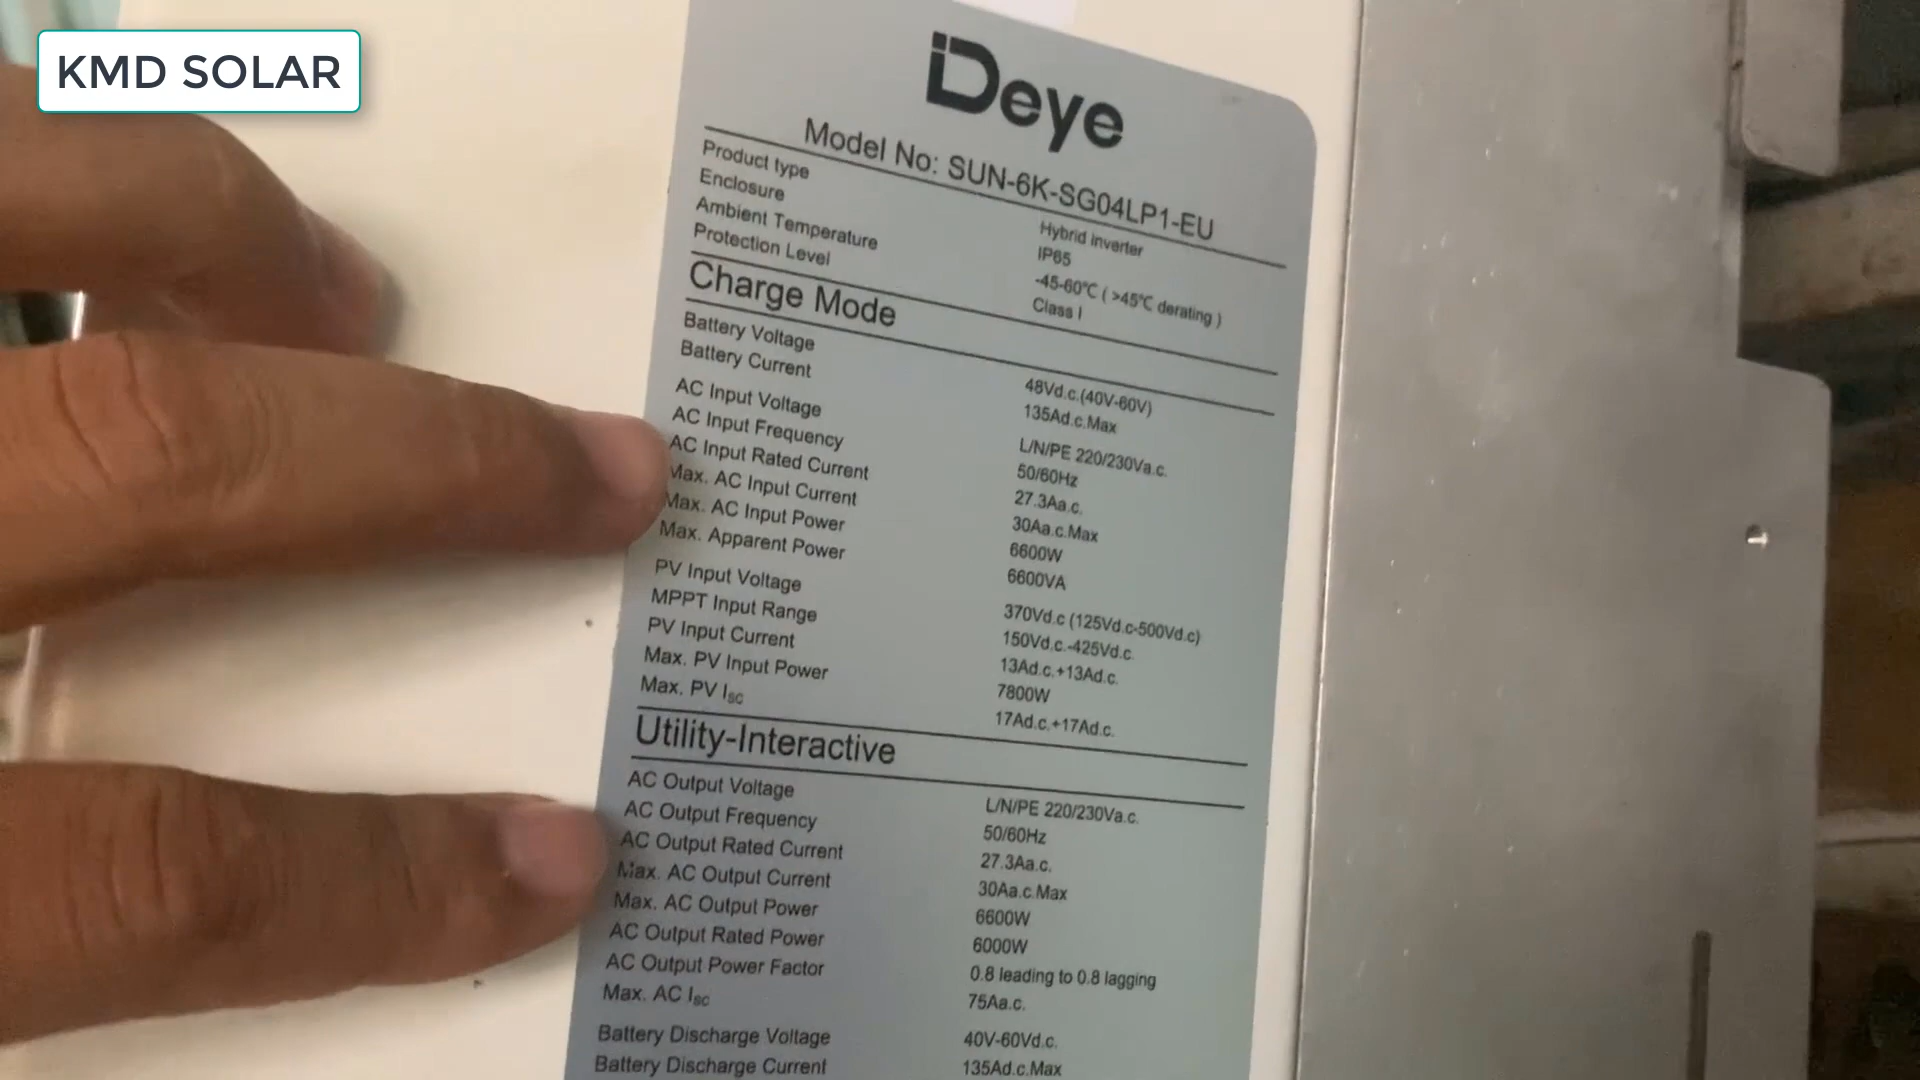 KMD SOLAR
Deye
Model No: SUN-6K-SG04LP1-EU
Product type Hybrid inverter
Enclosure IP65
Ambient Temperature -45-60℃ ( >45℃ derating )
Protection Level Class I
Charge Mode
Battery Voltage 48Vd.c.(40V-60V)
Battery Current 135Ad.c.Max
AC Input Voltage L/N/PE 220/230Va.c.
AC Input Frequency 50/60Hz
AC Input Rated Current 27.3Aa.c.
Max. AC Input Current 30Aa.c.Max
Max. AC Input Power 6600W
Max. Apparent Power 6600VA
PV Input Voltage 370Vd.c (125Vd.c-500Vd.c)
MPPT Input Range 150Vd.c.-425Vd.c.
PV Input Current 13Ad.c.+13Ad.c.
Max. PV Input Power 7800W
Max. PV Isc 17Ad.c.+17Ad.c.
Utility-Interactive
AC Output Voltage L/N/PE 220/230Va.c.
AC Output Frequency 50/60Hz
AC Output Rated Current 27.3Aa.c.
Max. AC Output Current 30Aa.c.Max
Max. AC Output Power 6600W
AC Output Rated Power 6000W
AC Output Power Factor 0.8 leading to 0.8 lagging
Max. AC Isc 75Aa.c.
Battery Discharge Voltage 40V-60Vd.c.
Battery Discharge Current 135Ad.c.Max